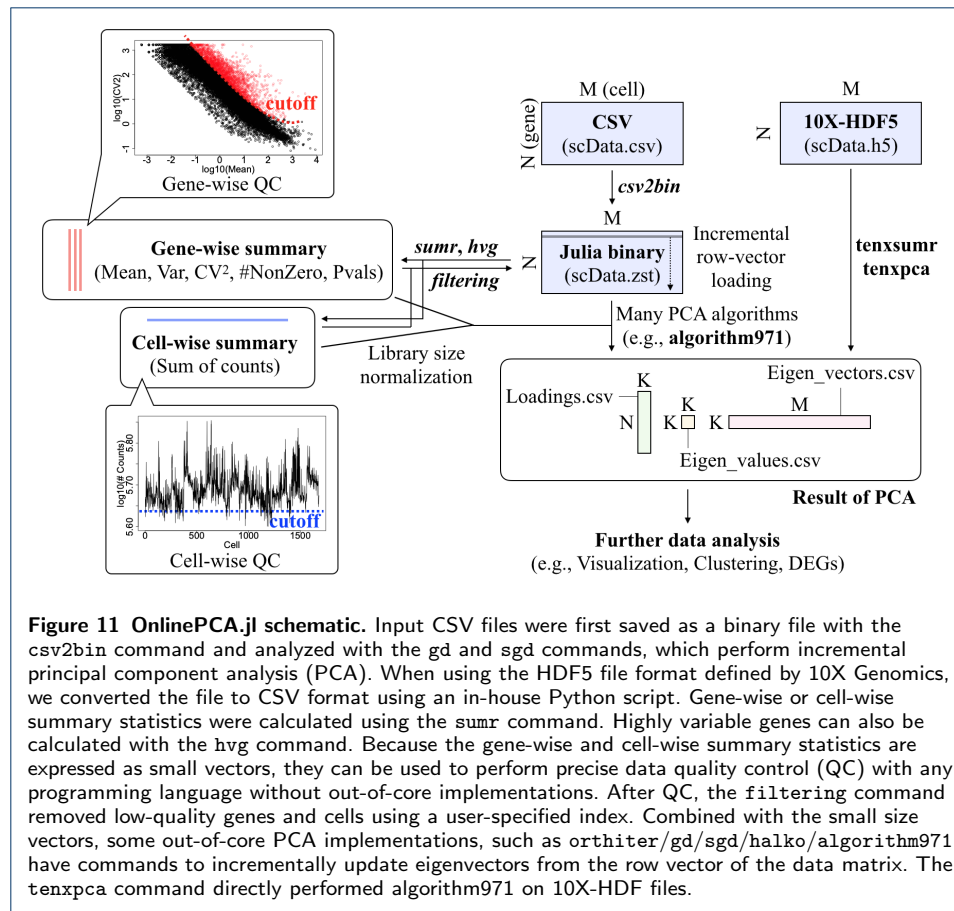 log10(CV2)
3
2
1
0
-1
cutoff
-3 -2 -1 0 1 2 3 4
log10(Mean)
Gene-wise QC
M (cell)
N (gene)
CSV
(scData.csv)
M
N
10X-HDF5
(scData.h5)
csv2bin
M
N
Julia binary
(scData.zst)
Incremental
row-vector
loading
tenxsumr
tenxpca
Gene-wise summary
(Mean, Var, CV², #NonZero, Pvals)
sumr, hvg
filtering
Cell-wise summary
(Sum of counts)
Library size
normalization
Many PCA algorithms
(e.g., algorithm971)
Loadings.csv
K
N
K
K
Eigen_values.csv
Eigen_vectors.csv
K
M
Result of PCA
log10(# Counts)
5.80
5.70
5.60
cutoff
0 500 1000 1500
Cell
Cell-wise QC
Further data analysis
(e.g., Visualization, Clustering, DEGs)
Figure 11 OnlinePCA.jl schematic. Input CSV files were first saved as a binary file with the
csv2bin command and analyzed with the gd and sgd commands, which perform incremental
principal component analysis (PCA). When using the HDF5 file format defined by 10X Genomics,
we converted the file to CSV format using an in-house Python script. Gene-wise or cell-wise
summary statistics were calculated using the sumr command. Highly variable genes can also be
calculated with the hvg command. Because the gene-wise and cell-wise summary statistics are
expressed as small vectors, they can be used to perform precise data quality control (QC) with any
programming language without out-of-core implementations. After QC, the filtering command
removed low-quality genes and cells using a user-specified index. Combined with the small size
vectors, some out-of-core PCA implementations, such as orthiter/gd/sgd/halko/algorithm971
have commands to incrementally update eigenvectors from the row vector of the data matrix. The
tenxpca command directly performed algorithm971 on 10X-HDF files.